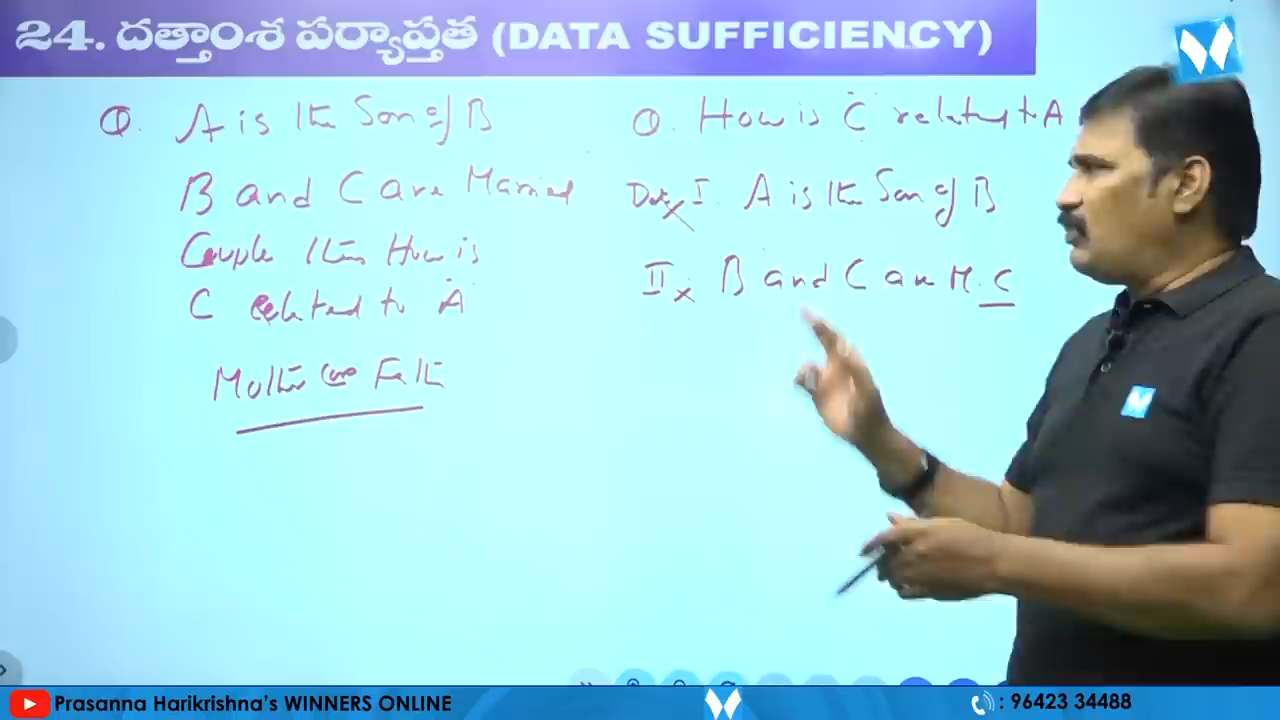 24. దత్తాంశ పర్యాప్తత (DATA SUFFICIENCY)
Q. A is the Son of B
B and C are Married
Couple then How is
C related to A
Mother (or) Father
Q. How is C related to A
Data I. A is the Son of B
II B and C are M.C
Prasanna Harikrishna's WINNERS ONLINE
: 96423 34488